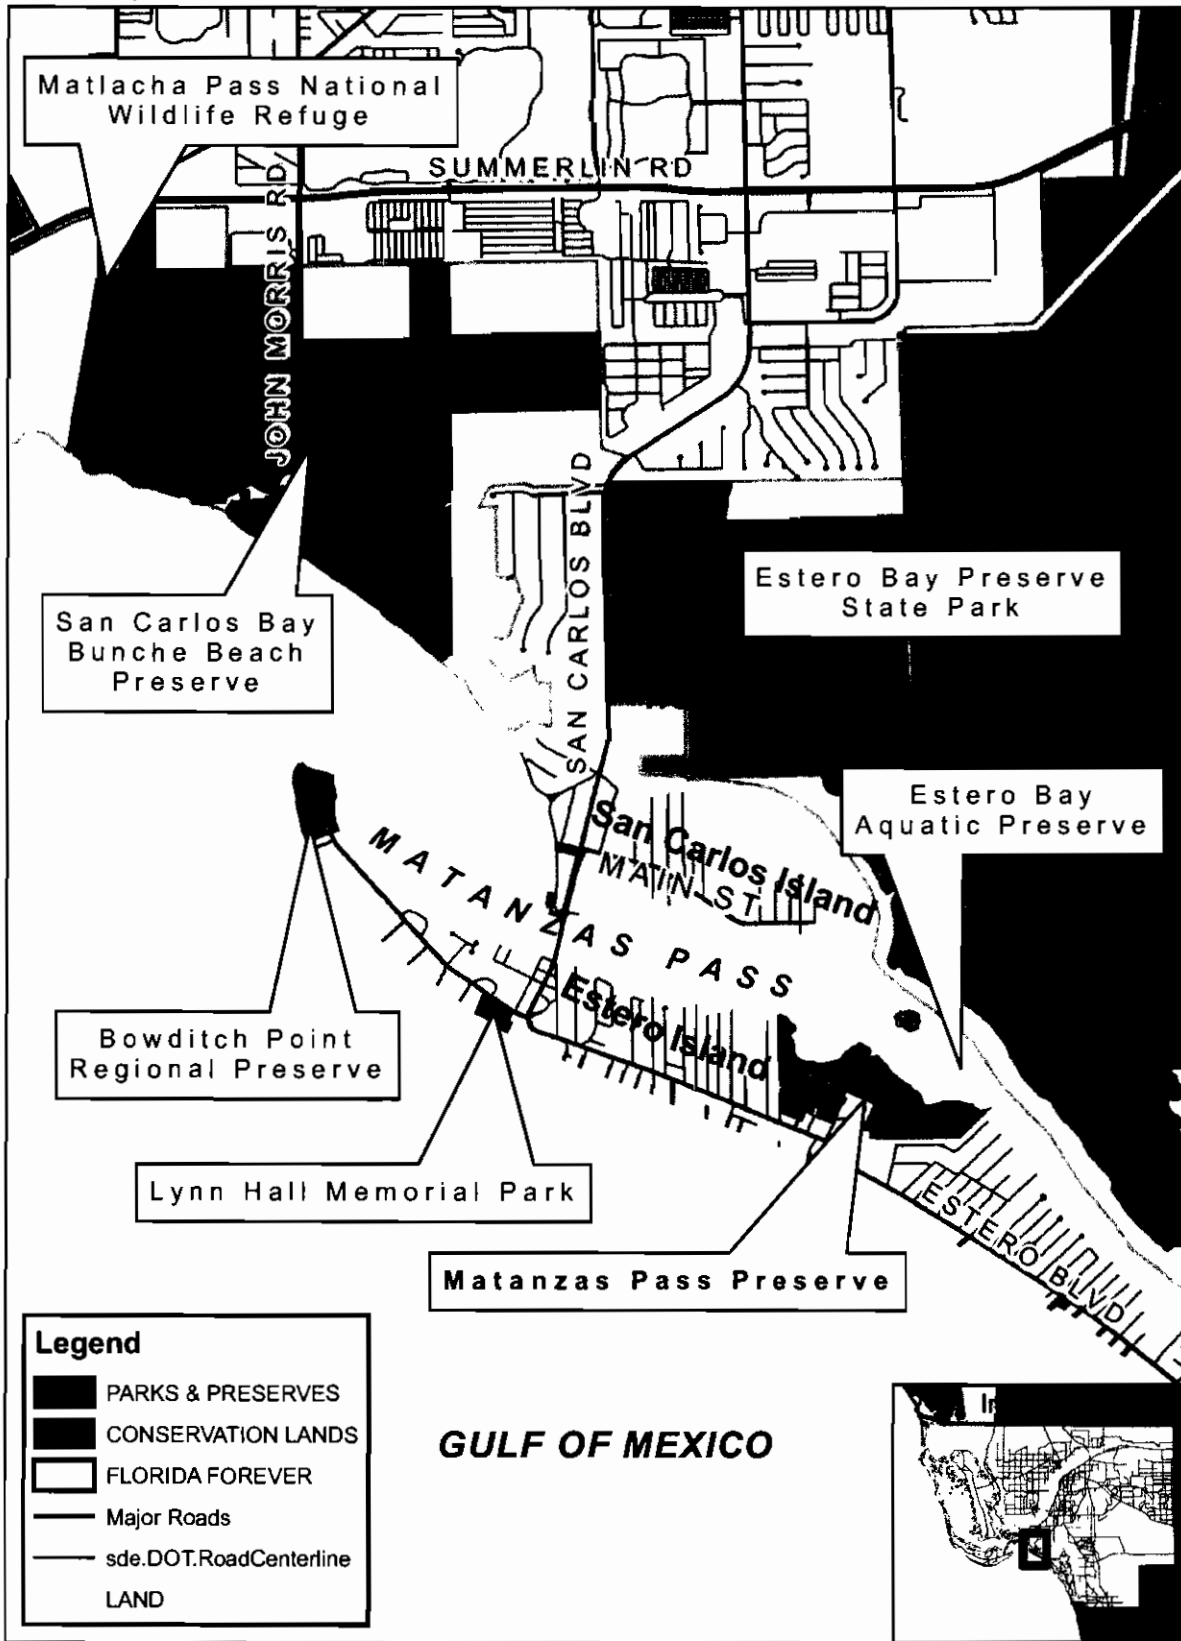 Matlacha Pass National
Wildlife Refuge
SUMMERLIN RD
JOHN MORRIS RD
SAN CARLOS BLVD
San Carlos Bay
Bunche Beach
Preserve
Estero Bay Preserve
State Park
Estero Bay
Aquatic Preserve
San Carlos Island
MAIN ST
MATANZAS PASS
Estero Island
Bowditch Point
Regional Preserve
Lynn Hall Memorial Park
Matanzas Pass Preserve
ESTERO BLVD
Legend
PARKS & PRESERVES
CONSERVATION LANDS
FLORIDA FOREVER
Major Roads
sde.DOT.RoadCenterline
LAND
GULF OF MEXICO